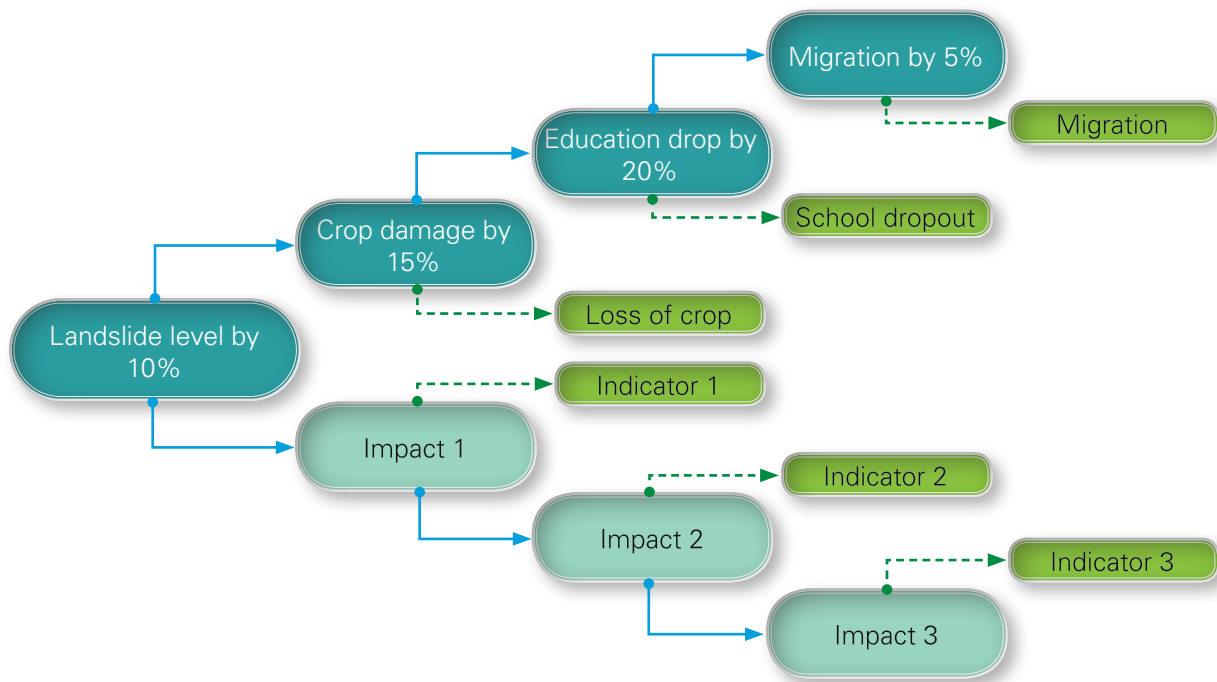 Migration by 5%
Migration
Education drop by
20%
School dropout
Crop damage by
15%
Loss of crop
Landslide level by
10%
Indicator 1
Impact 1
Indicator 2
Impact 2
Indicator 3
Impact 3